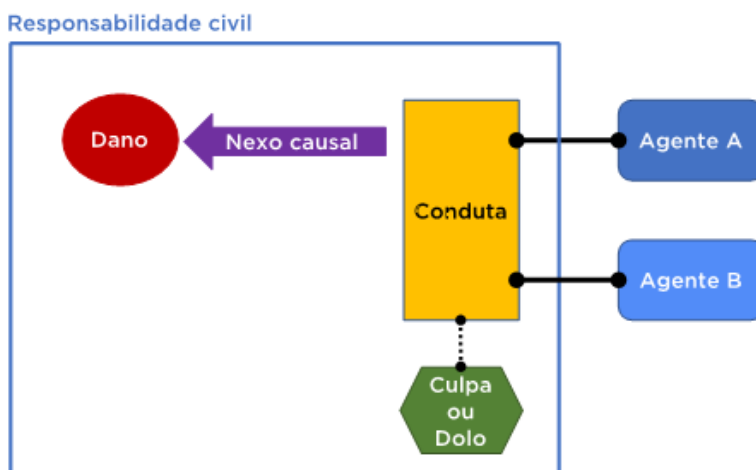 Responsabilidade civil
Dano
Nexo causal
Conduta
Agente A
Agente B
Culpa
ou
Dolo